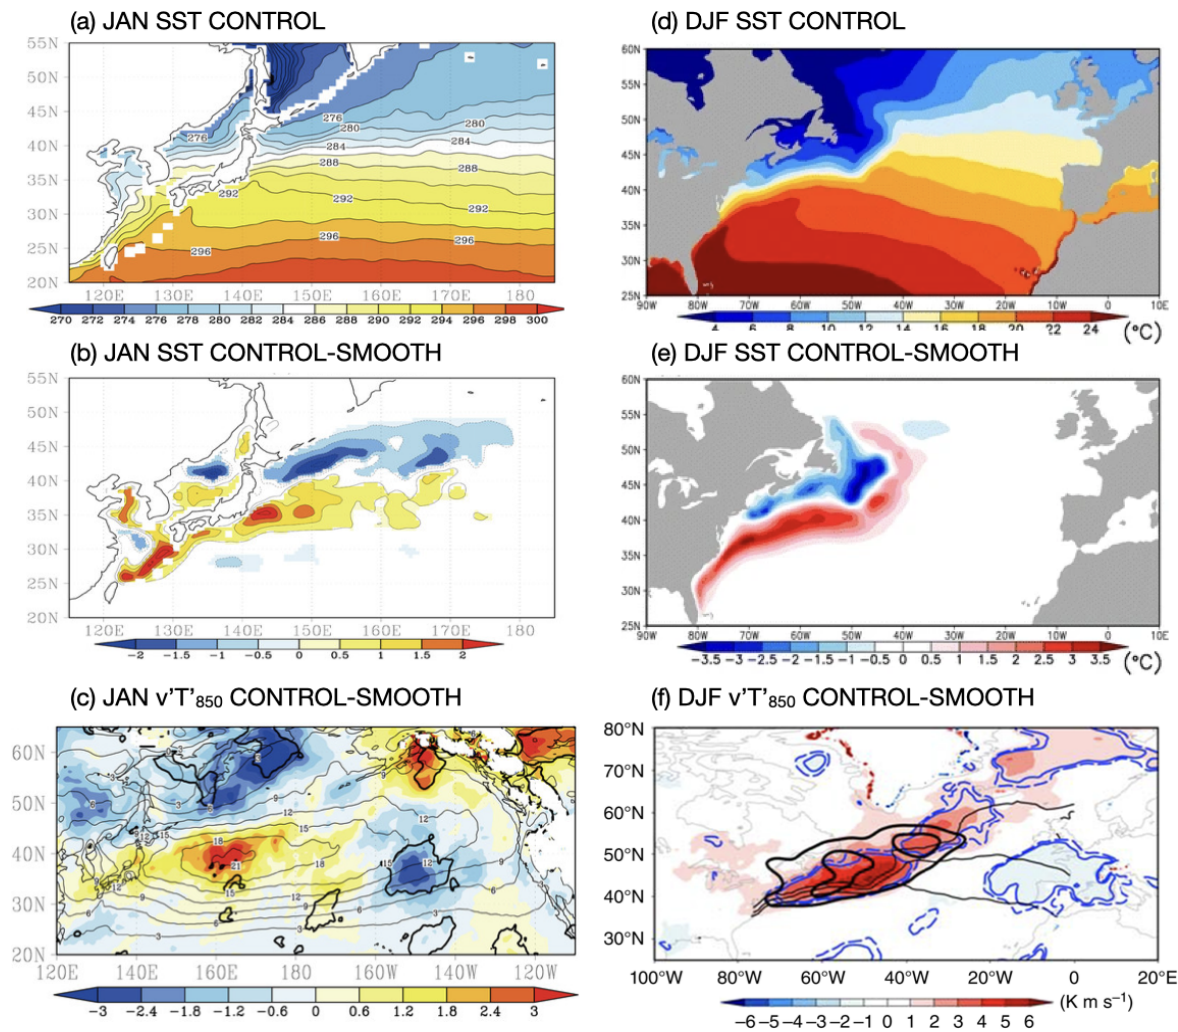 (a) JAN SST CONTROL
55N
50N
45N
40N
35N
30N
25N
20N
276
276
280
280
284
284
288
288
292
292
292
296
296
296
120E 130E 140E 150E 160E 170E 180
270 272 274 276 278 280 282 284 286 288 290 292 294 296 298 300
(d) DJF SST CONTROL
60N
55N
50N
45N
40N
35N
30N
25N
90W 80W 70W 60W 50W 40W 30W 20W 10W 0 10E
4 6 8 10 12 14 16 18 20 22 24 (°C)
(b) JAN SST CONTROL-SMOOTH
55N
50N
45N
40N
35N
30N
25N
20N
120E 130E 140E 150E 160E 170E 180
−2 −1.5 −1 −0.5 0 0.5 1 1.5 2
(e) DJF SST CONTROL-SMOOTH
60N
55N
50N
45N
40N
35N
30N
25N
90W 80W 70W 60W 50W 40W 30W 20W 10W 0 10E
−3.5 −3 −2.5 −2 −1.5 −1 −0.5 0 0.5 1 1.5 2 2.5 3 3.5 (°C)
(c) JAN v'T'850 CONTROL-SMOOTH
60N
50N
40N
30N
20N
120E 140E 160E 180 160W 140W 120W
−3 −2.4 −1.8 −1.2 −0.6 0 0.6 1.2 1.8 2.4 3
(f) DJF v'T'850 CONTROL-SMOOTH
80°N
70°N
60°N
50°N
40°N
30°N
100°W 80°W 60°W 40°W 20°W 0 20°E
−6 −5 −4 −3 −2 −1 0 1 2 3 4 5 6 (K m s−1)